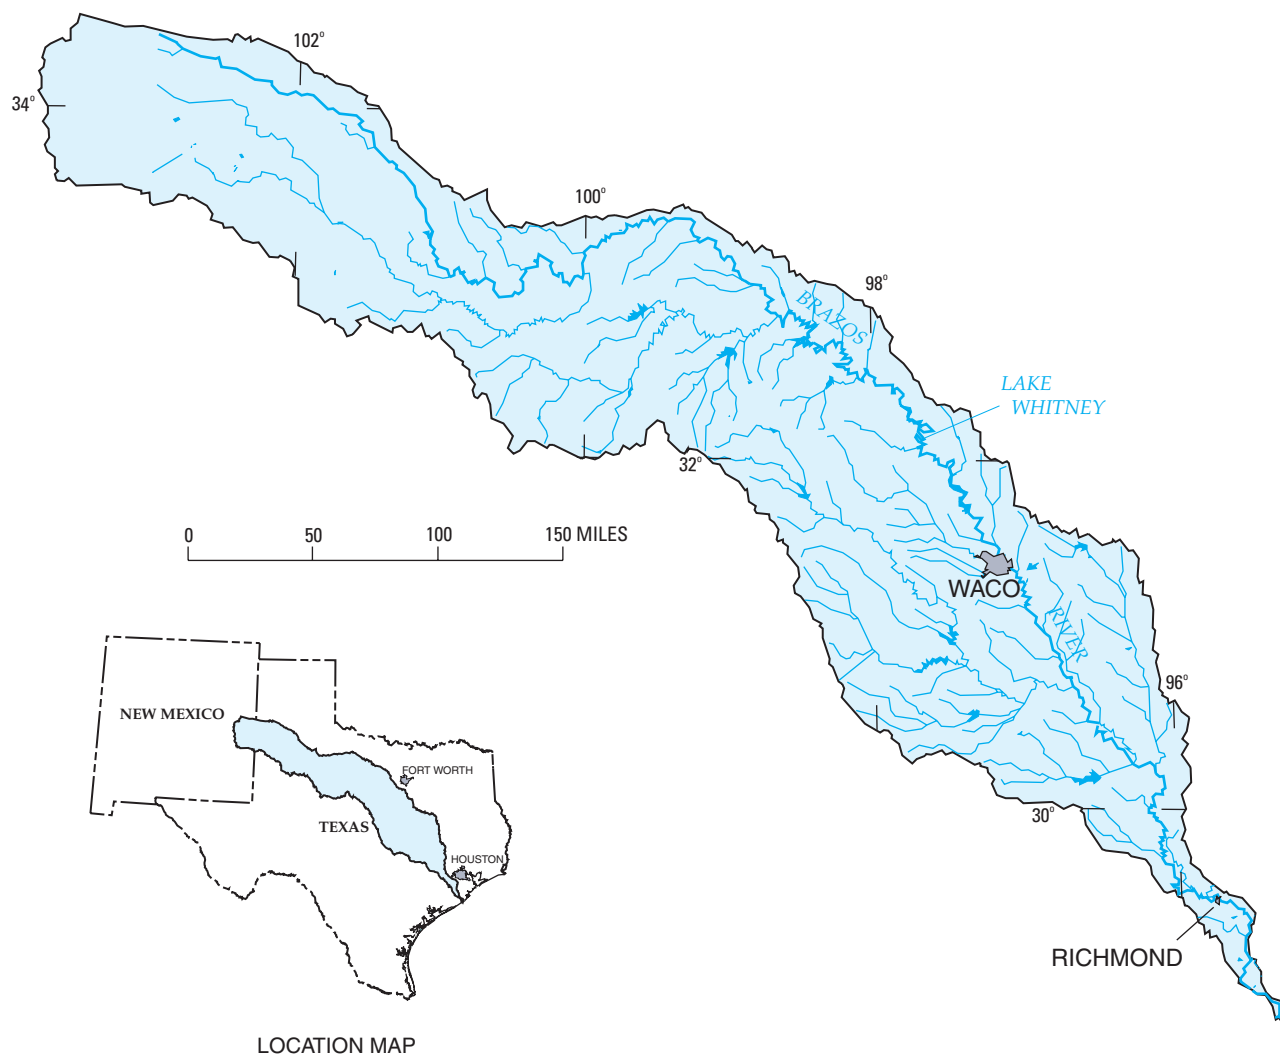 102°
34°
100°
98°
BRAZOS
LAKE
WHITNEY
32°
0 50 100 150 MILES
WACO
RIVER
96°
NEW MEXICO
FORT WORTH
TEXAS
30°
HOUSTON
RICHMOND
LOCATION MAP